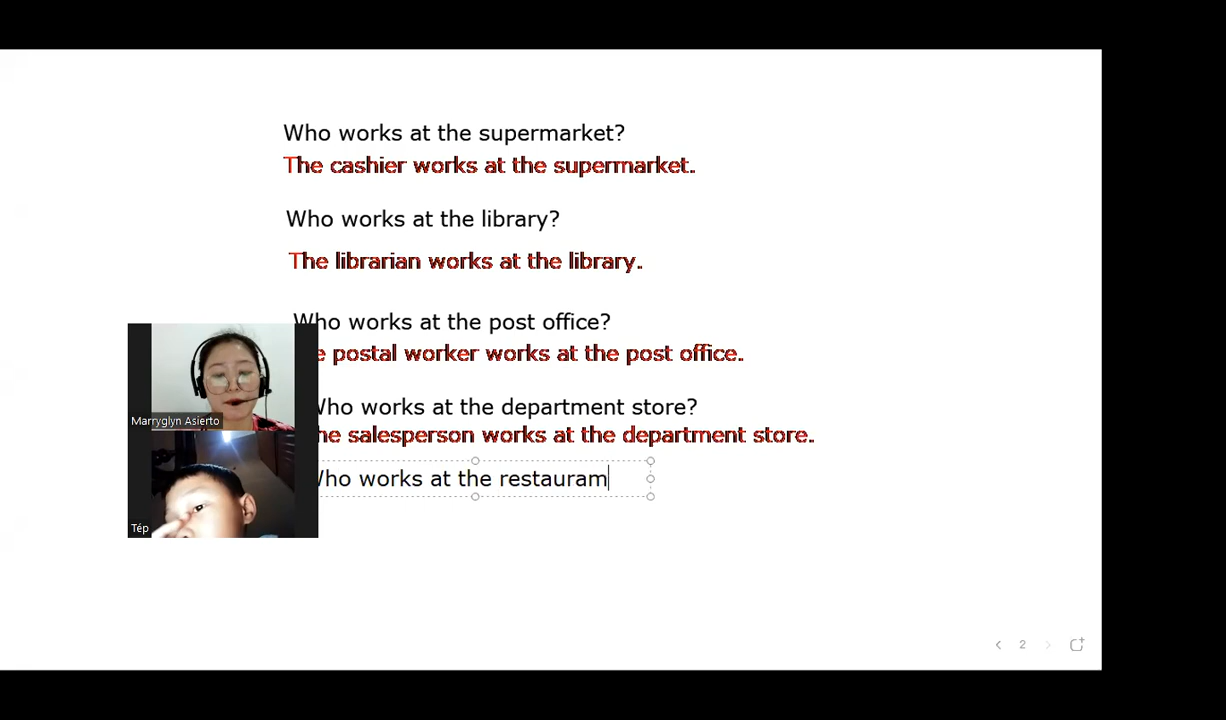 Who works at the supermarket?
The cashier works at the supermarket.
Who works at the library?
The librarian works at the library.
Who works at the post office?
e postal worker works at the post office.
Who works at the department store?
he salesperson works at the department store.
Who works at the restauram
Marryglyn Asierto
Tép
2